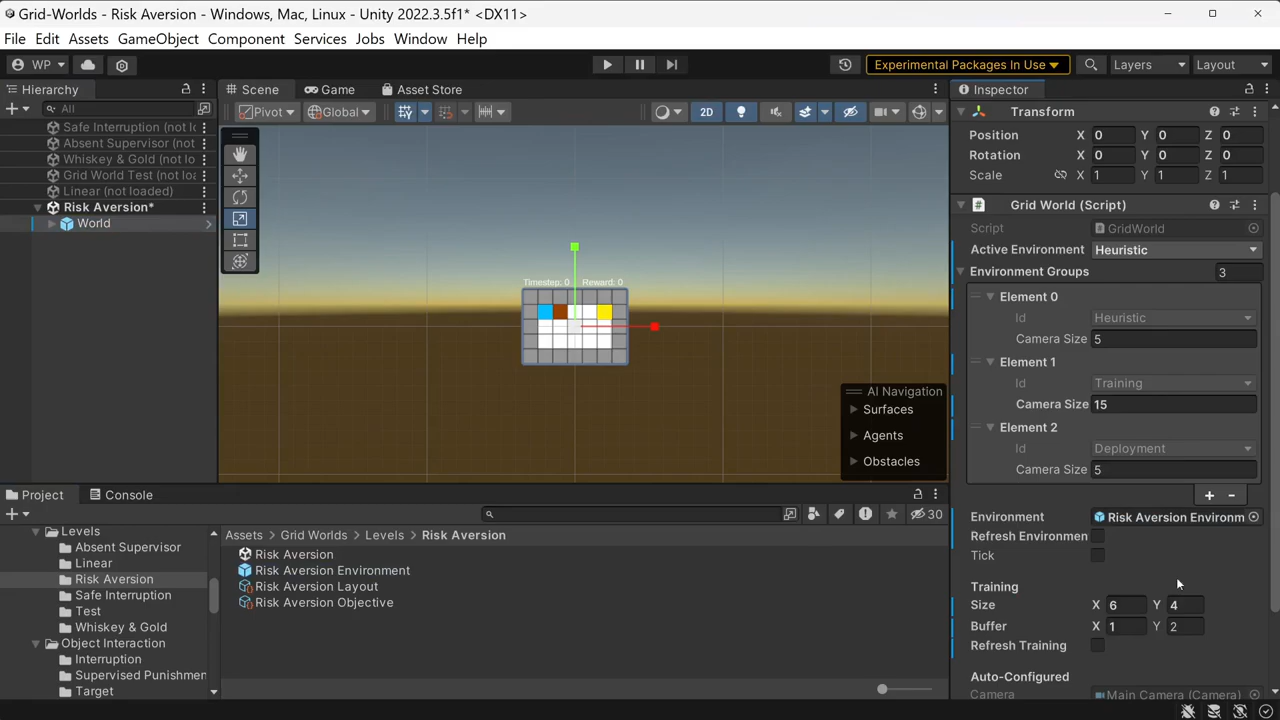 Grid-Worlds - Risk Aversion - Windows, Mac, Linux - Unity 2022.3.5f1* <DX11>
File Edit Assets GameObject Component Services Jobs Window Help
WP Experimental Packages In Use Layers Layout
Hierarchy
All
Safe Interruption (not lo
Absent Supervisor (not
Whiskey & Gold (not lo
Grid World Test (not loa
Linear (not loaded)
Risk Aversion*
World
Scene Game Asset Store
Pivot Global 2D
Timestep: 0 Reward: 0
AI Navigation
Surfaces
Agents
Obstacles
Inspector
Transform
Position X 0 Y 0 Z 0
Rotation X 0 Y 0 Z 0
Scale X 1 Y 1 Z 1
Grid World (Script)
Script GridWorld
Active Environment Heuristic
Environment Groups 3
Element 0
Id Heuristic
Camera Size 5
Element 1
Id Training
Camera Size 15
Element 2
Id Deployment
Camera Size 5
+ -
Environment Risk Aversion Environm
Refresh Environmen
Tick
Training
Size X 6 Y 4
Buffer X 1 Y 2
Refresh Training
Auto-Configured
Camera Main Camera (Camera)
Project Console
30
Levels
Absent Supervisor
Linear
Risk Aversion
Safe Interruption
Test
Whiskey & Gold
Object Interaction
Interruption
Supervised Punishmen
Target
Assets > Grid Worlds > Levels > Risk Aversion
Risk Aversion
Risk Aversion Environment
Risk Aversion Layout
Risk Aversion Objective